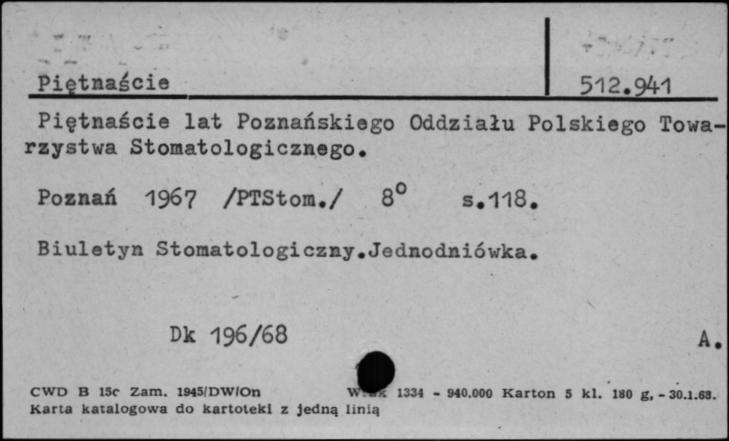 Piętnaście
512.941
Piętnaście lat Poznańskiego Oddziału Polskiego Towa-
rzystwa Stomatologicznego.
Poznań 1967 /PTStom./ 8° s.118.
Biuletyn Stomatologiczny.Jednodniówka.
Dk 196/68
A.
CWD B 15c Zam. 1945/DW/On 1334 - 940.000 Karton 5 kl. 180 g. - 30.1.68.
Karta katalogowa do kartoteki z jedną linią